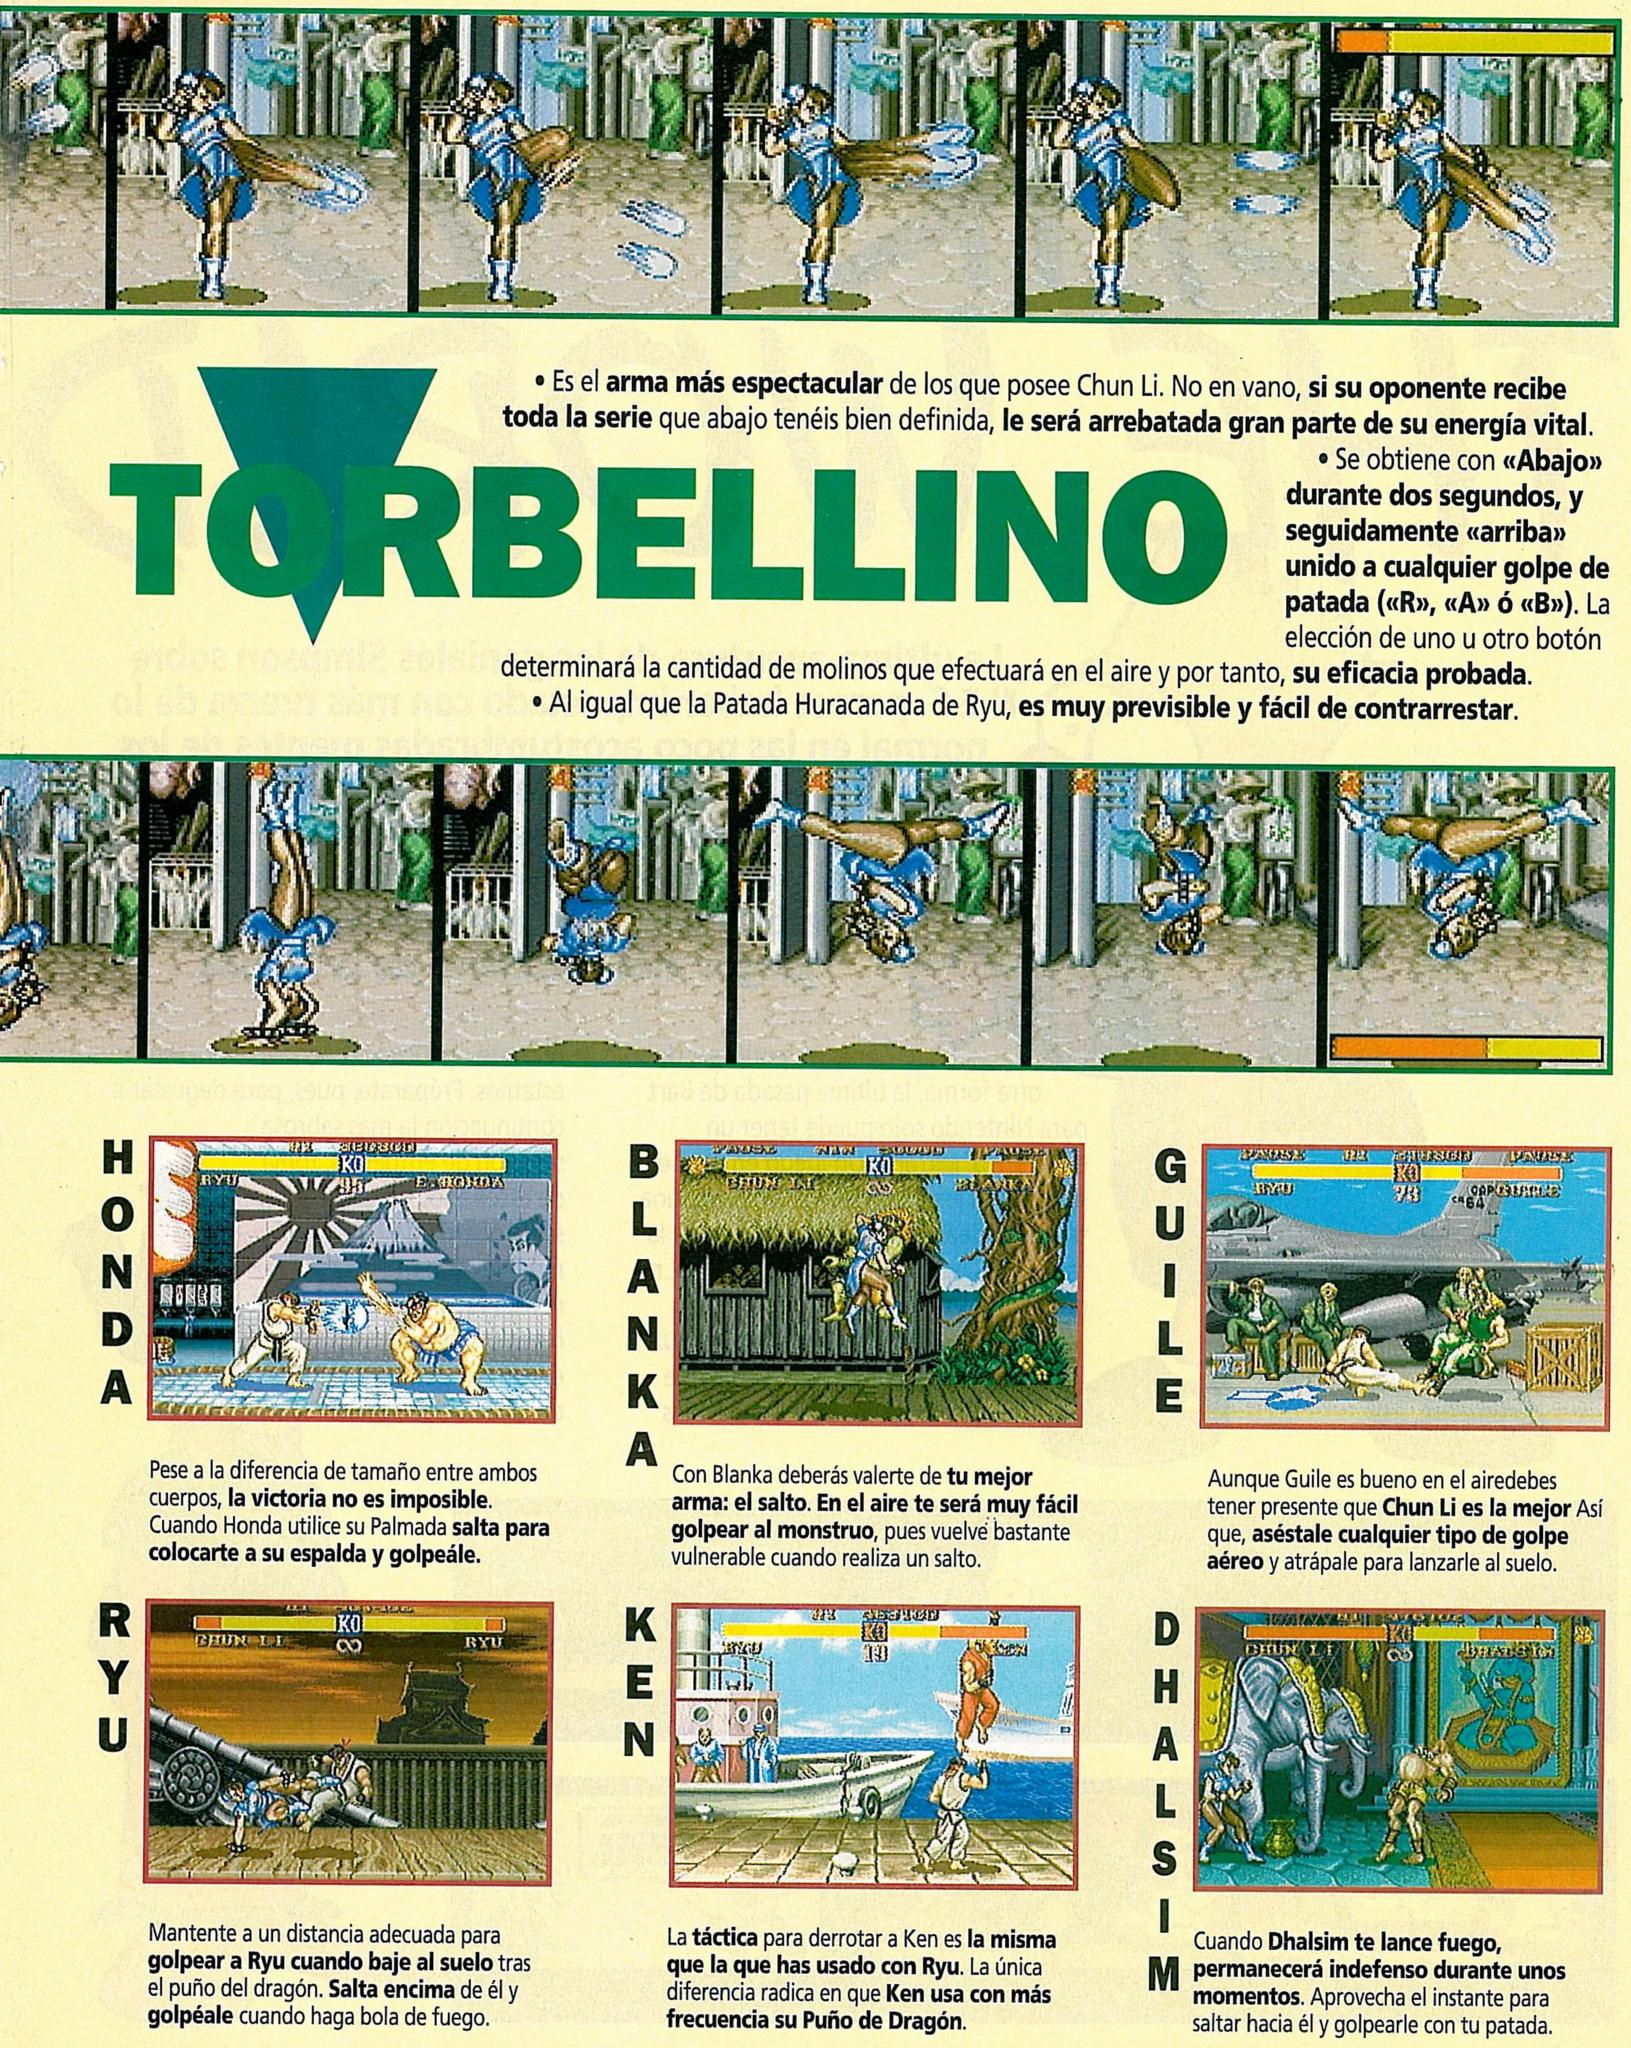 • Es el arma más espectacular de los que posee Chun Li. No en vano, si su oponente recibe
toda la serie que abajo tenéis bien definida, le será arrebatada gran parte de su energía vital.
TORBELLINO
• Se obtiene con «Abajo»
durante dos segundos, y
seguidamente «arriba»
unido a cualquier golpe de
patada («R», «A» ó «B»). La
elección de uno u otro botón
determinará la cantidad de molinos que efectuará en el aire y por tanto, su eficacia probada.
• Al igual que la Patada Huracanada de Ryu, es muy previsible y fácil de contrarrestar.
HONDA
KO
RYU
E.HONDA
Pese a la diferencia de tamaño entre ambos
cuerpos, la victoria no es imposible.
Cuando Honda utilice su Palmada salta para
colocarte a su espalda y golpeále.
BLANKA
KO
CHUN LI
BLANKA
Con Blanka deberás valerte de tu mejor
arma: el salto. En el aire te será muy fácil
golpear al monstruo, pues vuelve bastante
vulnerable cuando realiza un salto.
GUILE
KO
RYU
GUILE
Aunque Guile es bueno en el airedebes
tener presente que Chun Li es la mejor Así
que, aséstale cualquier tipo de golpe
aéreo y atrápale para lanzarle al suelo.
RYU
KO
CHUN LI
RYU
Mantente a un distancia adecuada para
golpear a Ryu cuando baje al suelo tras
el puño del dragón. Salta encima de él y
golpéale cuando haga bola de fuego.
KEN
KO
RYU
La táctica para derrotar a Ken es la misma
que la que has usado con Ryu. La única
diferencia radica en que Ken usa con más
frecuencia su Puño de Dragón.
DHALSIM
KO
CHUN LI
DHALSIM
Cuando Dhalsim te lance fuego,
permanecerá indefenso durante unos
momentos. Aprovecha el instante para
saltar hacia él y golpearle con tu patada.